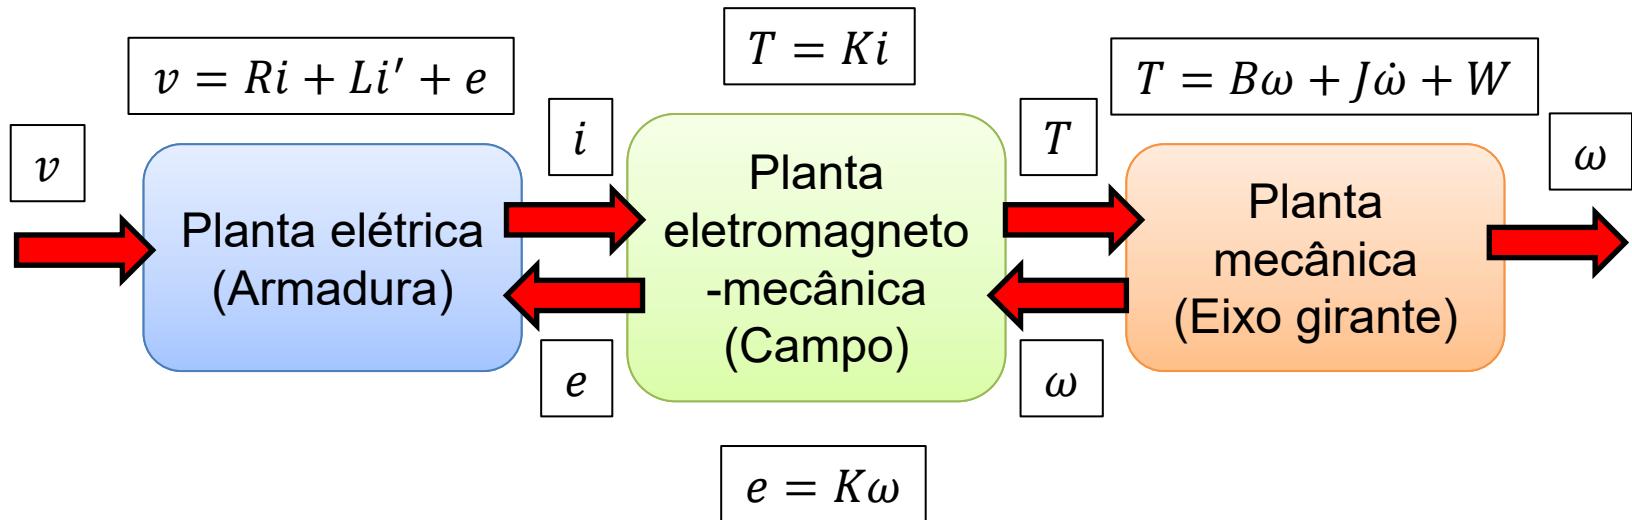 T = Ki
v = Ri + Li′ + e
T = Bω + Jω̇ + W
v
i
T
ω
Planta elétrica
(Armadura)
Planta
eletromagneto
-mecânica
(Campo)
Planta
mecânica
(Eixo girante)
e
ω
e = Kω